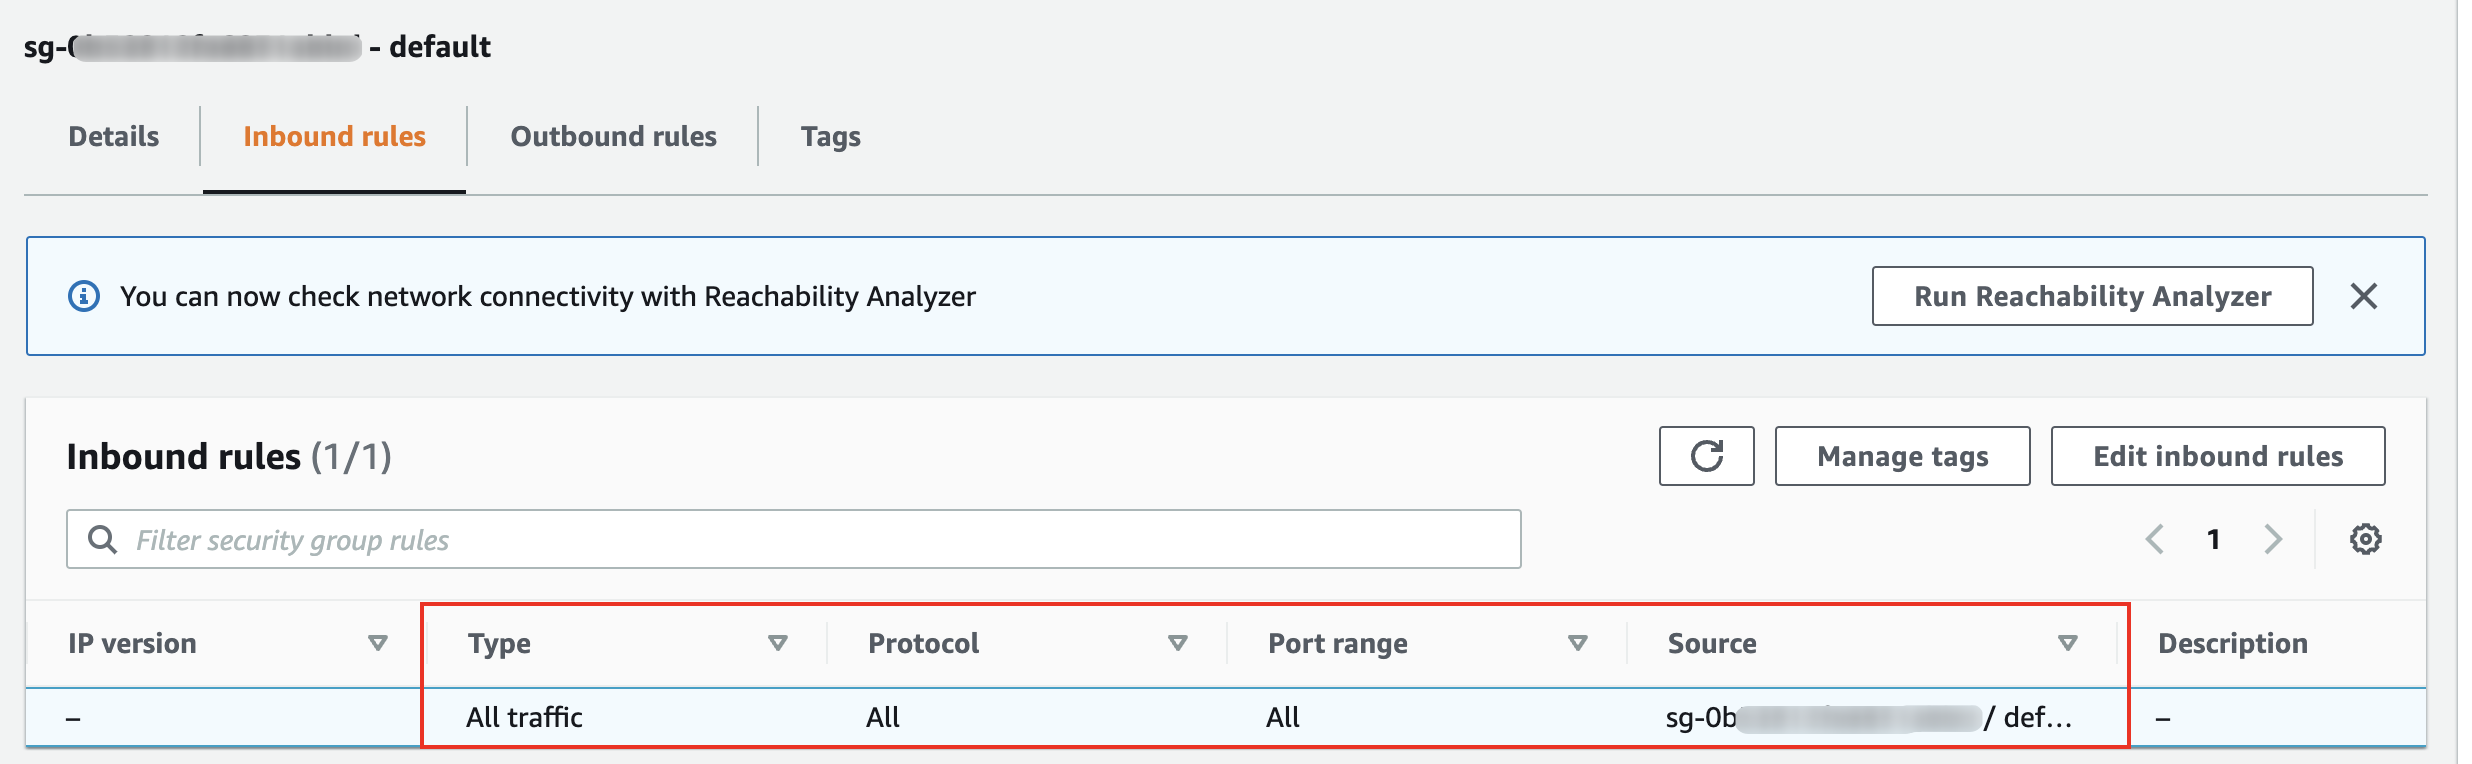 sg-0 - default
Details Inbound rules Outbound rules Tags
You can now check network connectivity with Reachability Analyzer Run Reachability Analyzer
Inbound rules (1/1) Manage tags Edit inbound rules
Filter security group rules 1
IP version Type Protocol Port range Source Description
– All traffic All All sg-0b / def... –